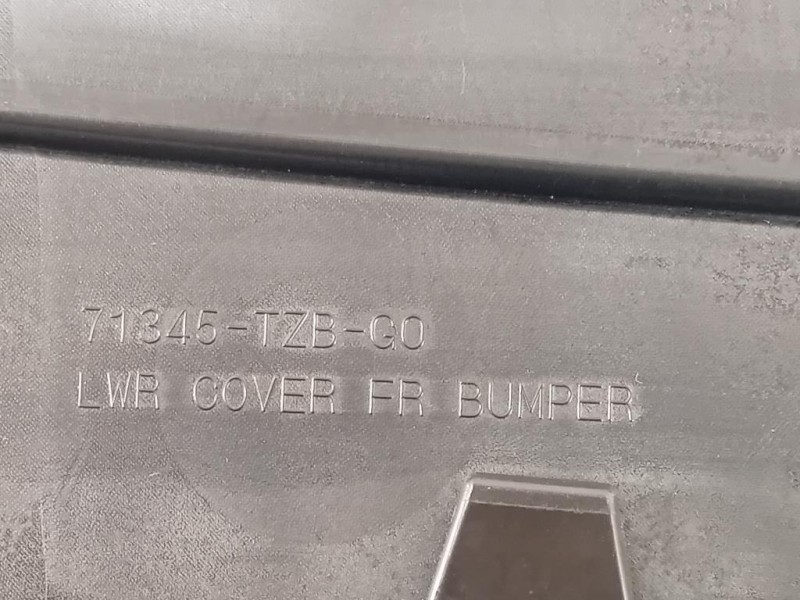 71345-TZB-G0
LWR COVER FR BUMPER